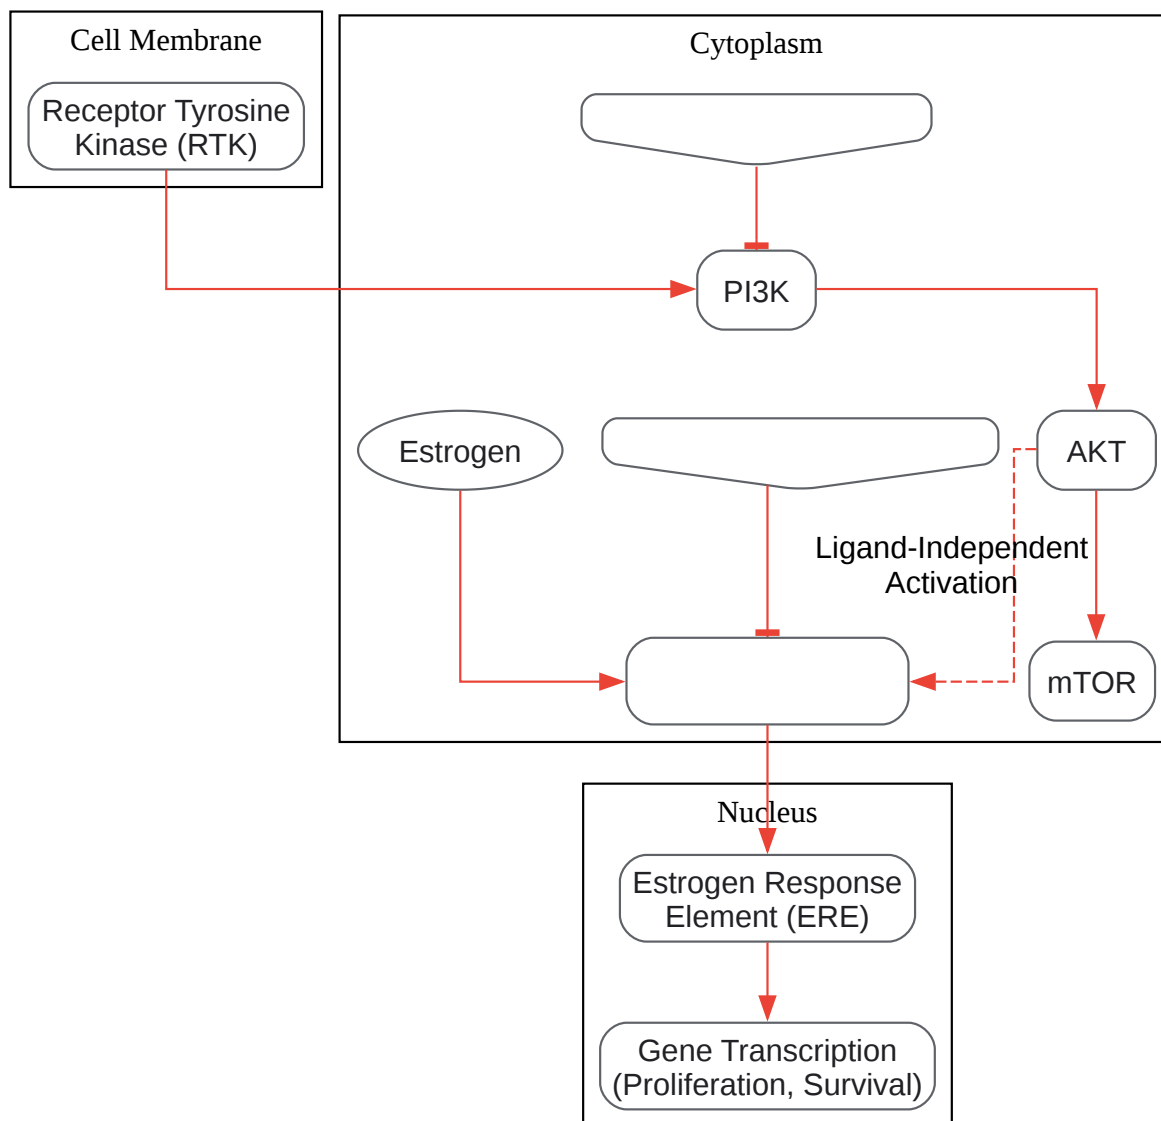 Cell Membrane
Receptor Tyrosine
Kinase (RTK)
Cytoplasm
PI3K
Estrogen
AKT
Ligand-Independent
Activation
mTOR
Nucleus
Estrogen Response
Element (ERE)
Gene Transcription
(Proliferation, Survival)